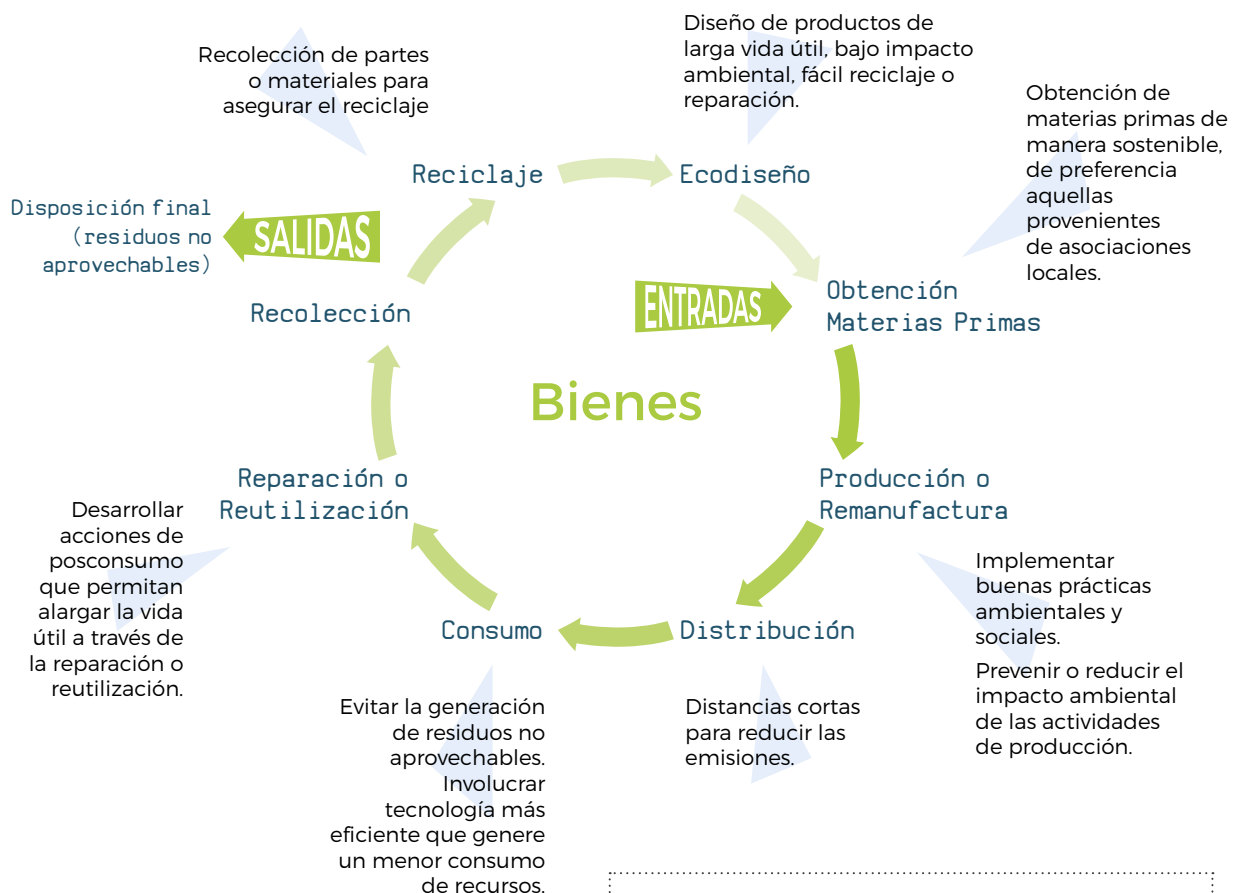 Recolección de partes
o materiales para
asegurar el reciclaje
Diseño de productos de
larga vida útil, bajo impacto
ambiental, fácil reciclaje o
reparación.
Obtención de
materias primas de
manera sostenible,
de preferencia
aquellas
provenientes
de asociaciones
locales.
Reciclaje
Ecodiseño
Disposición final
(residuos no
aprovechables)
SALIDAS
Recolección
ENTRADAS
Obtención
Materias Primas
Bienes
Reparación o
Reutilización
Producción o
Remanufactura
Desarrollar
acciones de
posconsumo
que permitan
alargar la vida
útil a través de
la reparación o
reutilización.
Implementar
buenas prácticas
ambientales y
sociales.
Prevenir o reducir el
impacto ambiental
de las actividades
de producción.
Consumo
Distribución
Evitar la generación
de residuos no
aprovechables.
Involucrar
tecnología más
eficiente que genere
un menor consumo
de recursos.
Distancias cortas
para reducir las
emisiones.